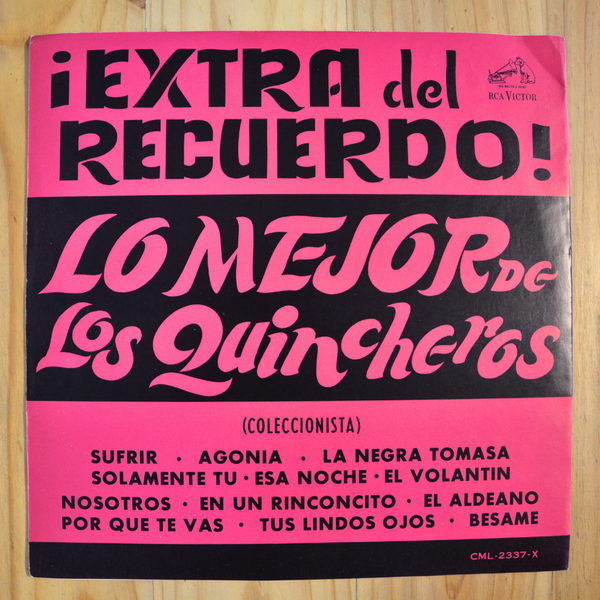 ¡EXTRA del
RECUERDO!
RCA VICTOR
LO MEJOR DE
LOS QUINCHEROS
(COLECCIONISTA)
SUFRIR • AGONIA • LA NEGRA TOMASA
SOLAMENTE TU • ESA NOCHE • EL VOLANTIN
NOSOTROS • EN UN RINCONCITO • EL ALDEANO
POR QUE TE VAS • TUS LINDOS OJOS • BESAME
CML-2337-X